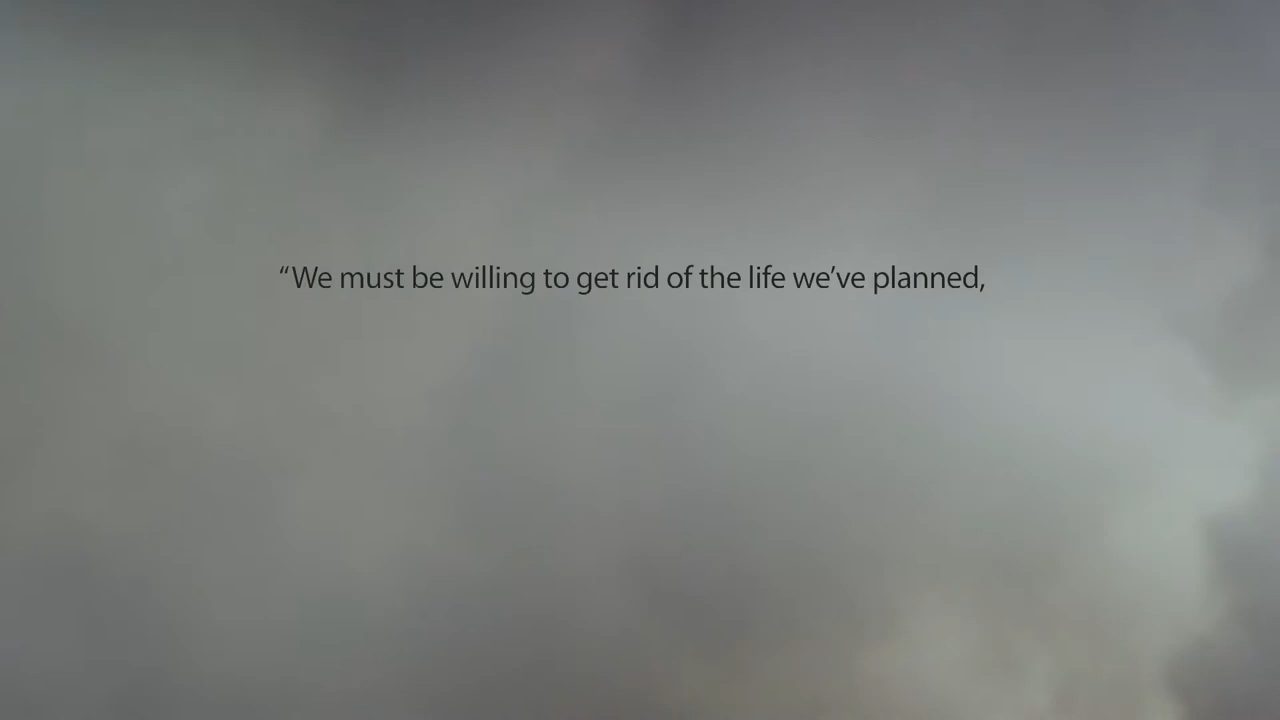 “We must be willing to get rid of the life we’ve planned,